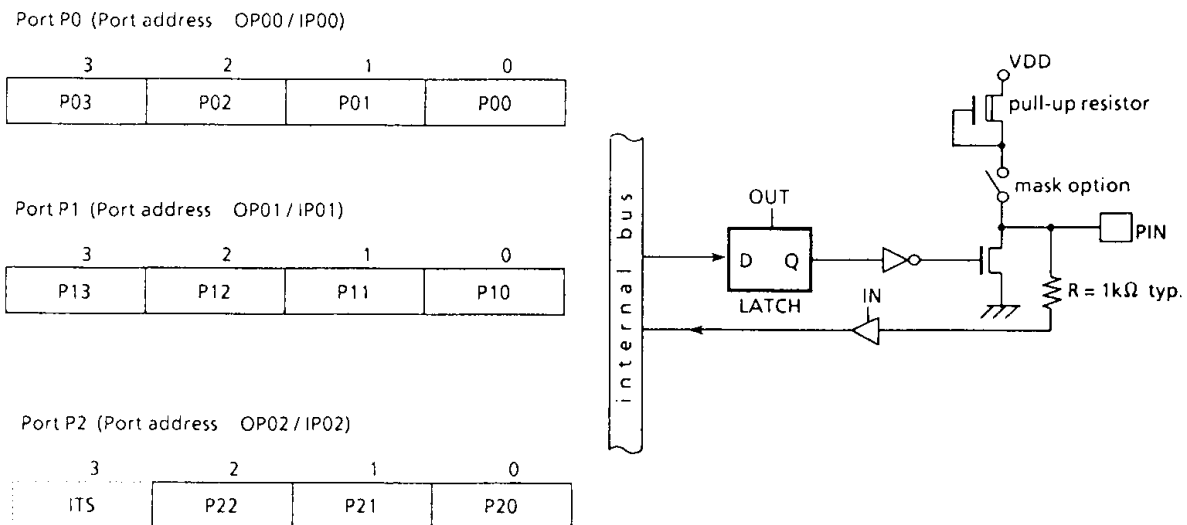 Port P0 (Port address OP00 / IP00)
3 2 1 0
P03 P02 P01 P00
Port P1 (Port address OP01 / IP01)
3 2 1 0
P13 P12 P11 P10
Port P2 (Port address OP02 / IP02)
3 2 1 0
ITS P22 P21 P20
internal bus
OUT
D Q
LATCH
IN
VDD
pull-up resistor
mask option
PIN
R = 1kΩ typ.